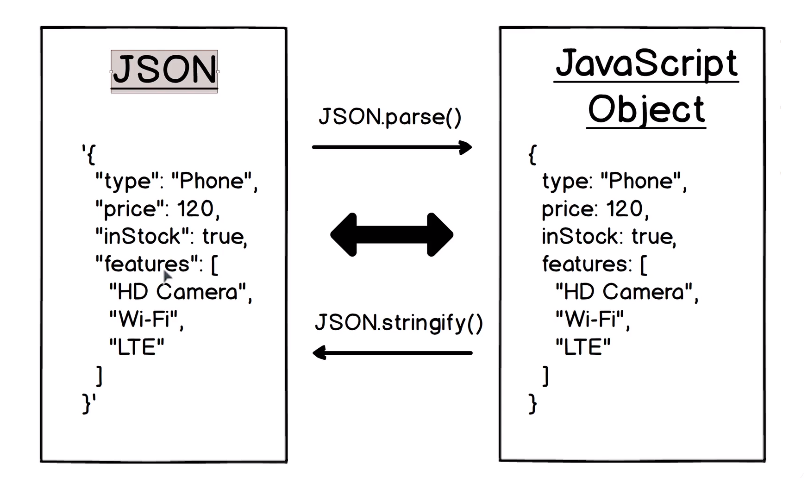 JSON
'{
"type": "Phone",
"price": 120,
"inStock": true,
"features": [
"HD Camera",
"Wi-Fi",
"LTE"
]
}'
JSON.parse()
JSON.stringify()
JavaScript
Object
{
type: "Phone",
price: 120,
inStock: true,
features: [
"HD Camera",
"Wi-Fi",
"LTE"
]
}